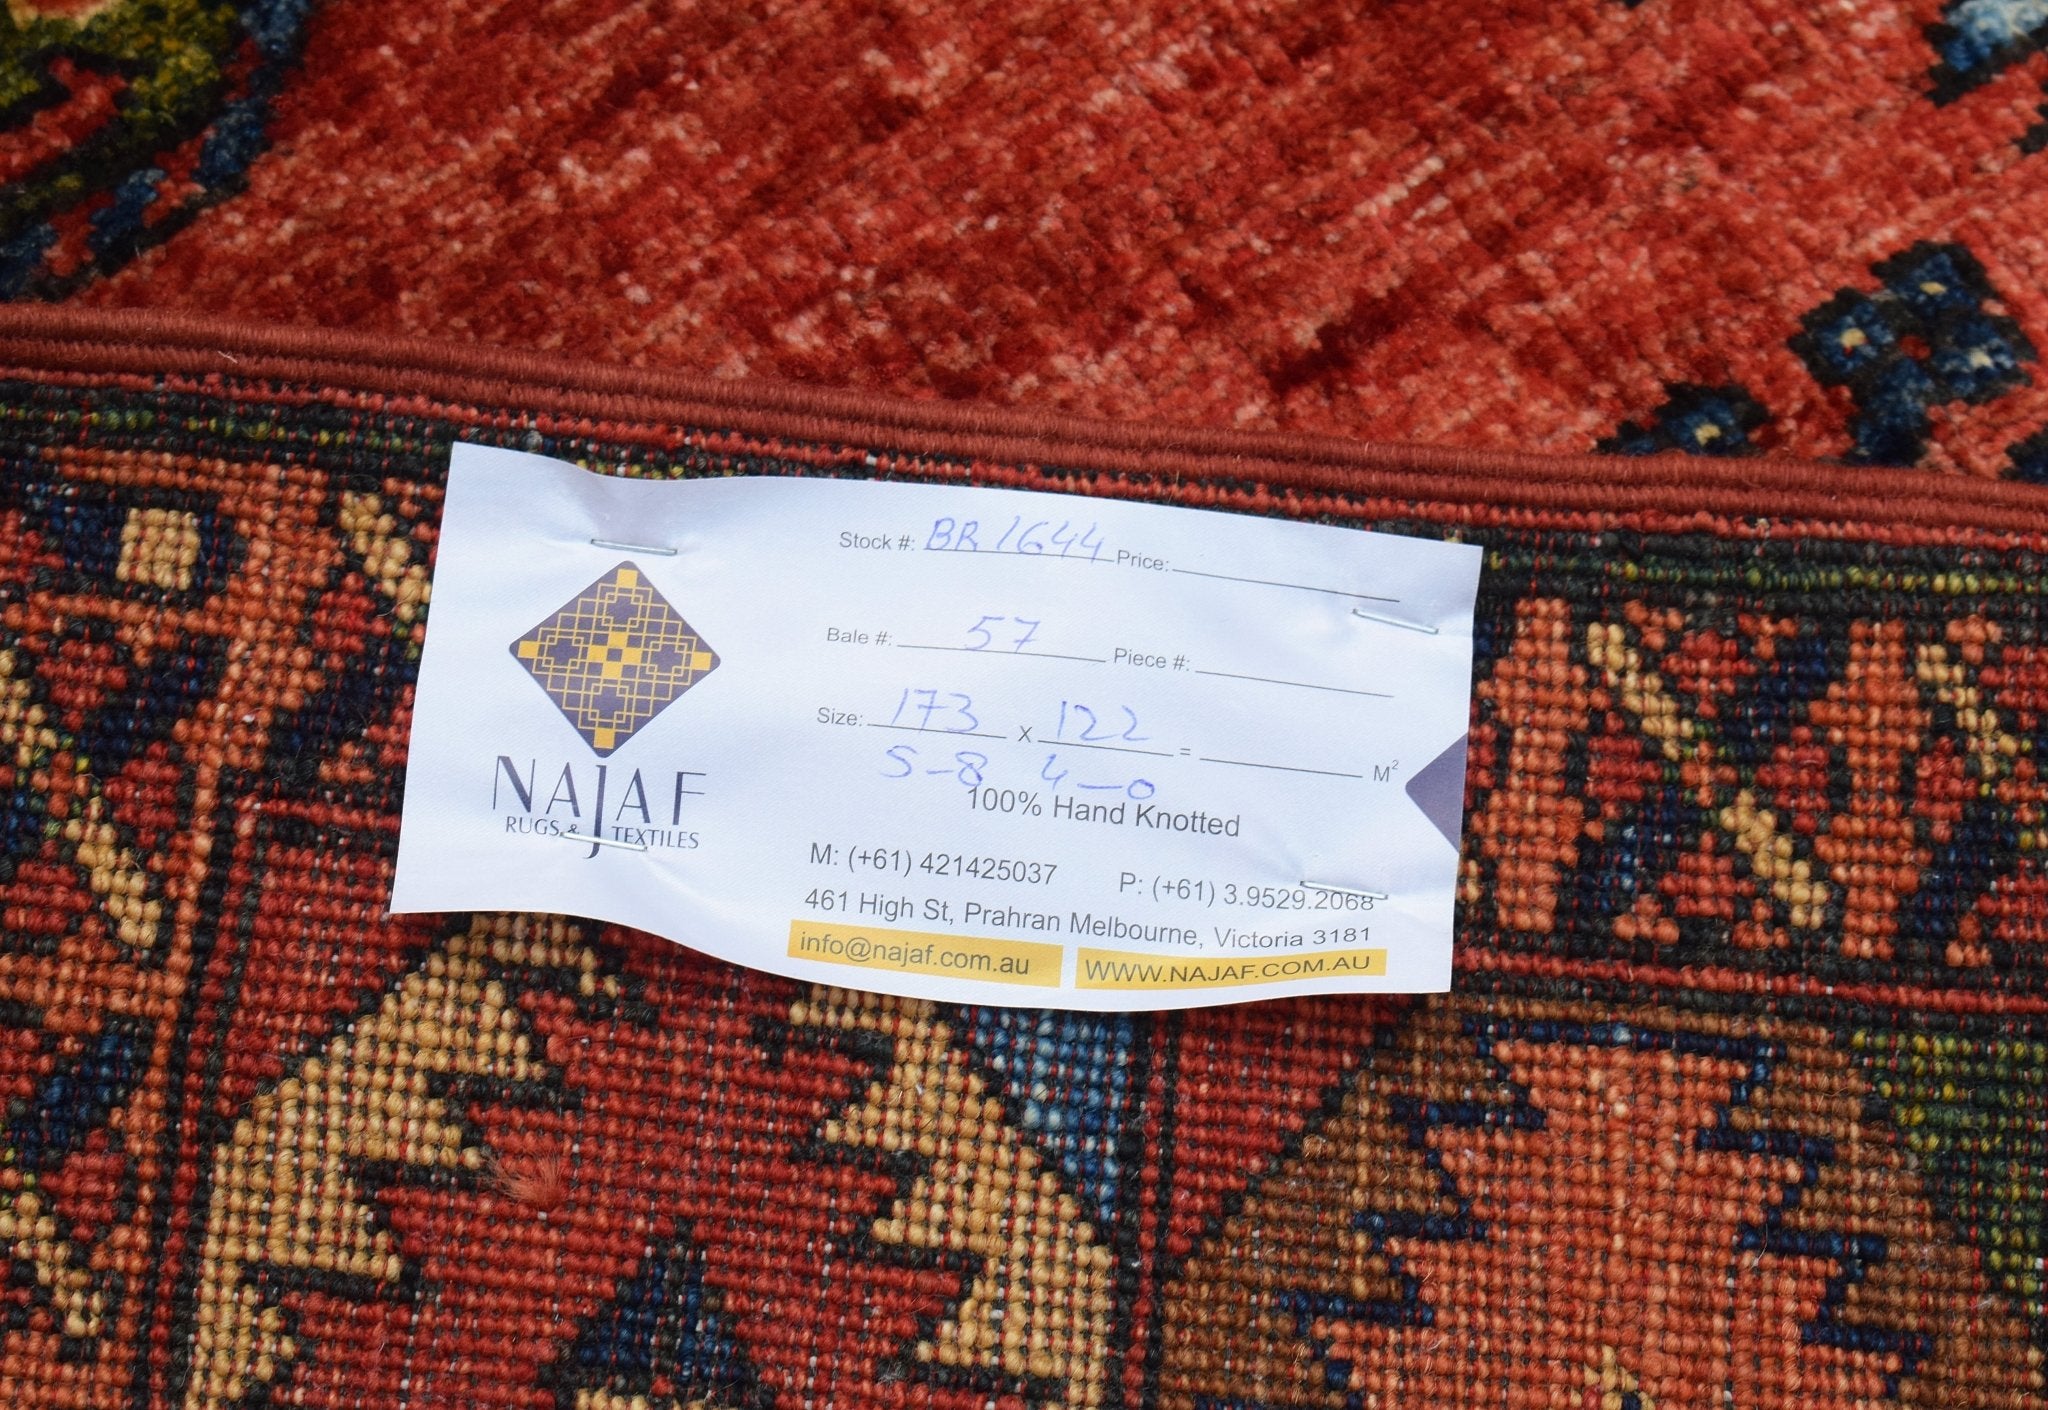 NAJAF
RUGS & TEXTILES
Stock #: BR 1644 Price:
Bale #: 57 Piece #:
Size: 173 x 122 = M²
5-8 4-0
100% Hand Knotted
M: (+61) 421425037 P: (+61) 3.9529.2068
461 High St, Prahran Melbourne, Victoria 3181
info@najaf.com.au WWW.NAJAF.COM.AU